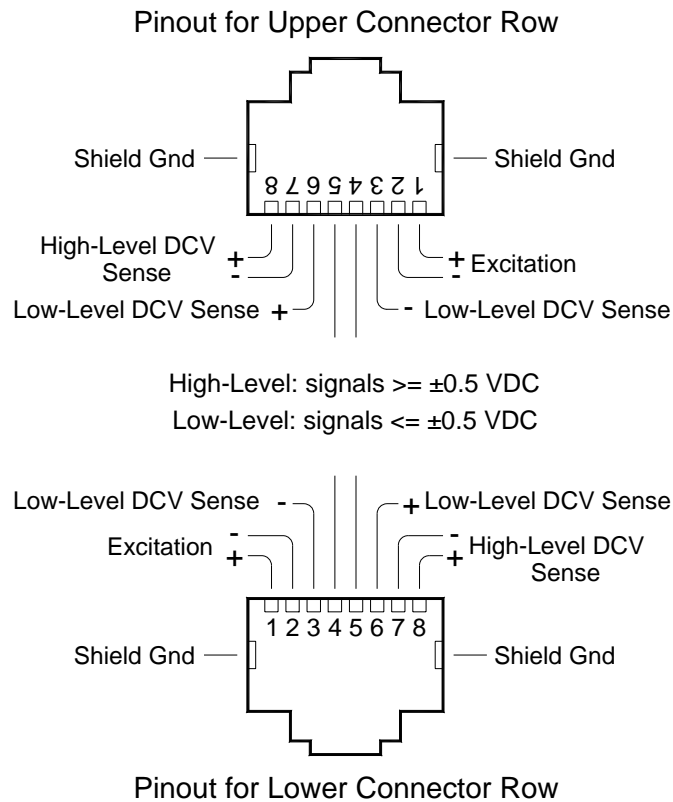 Pinout for Upper Connector Row
Shield Gnd
Shield Gnd
8 7 6 5 4 3 2 1
High-Level DCV + 
Sense -
+ Excitation
-
Low-Level DCV Sense +
- Low-Level DCV Sense
High-Level: signals >= ±0.5 VDC
Low-Level: signals <= ±0.5 VDC
Low-Level DCV Sense -
+ Low-Level DCV Sense
Excitation -
+
- High-Level DCV
+ Sense
1 2 3 4 5 6 7 8
Shield Gnd
Shield Gnd
Pinout for Lower Connector Row